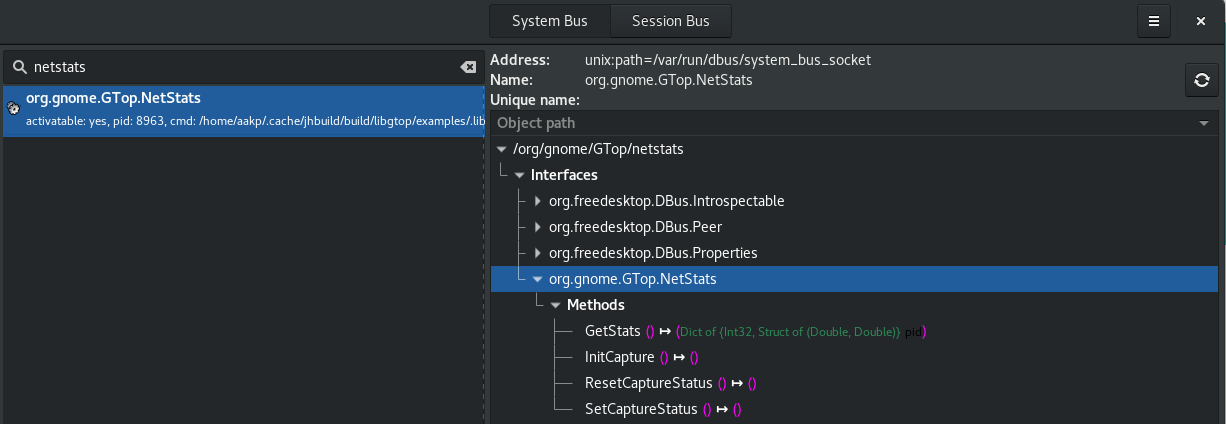 System Bus Session Bus
netstats
org.gnome.GTop.NetStats
activatable: yes, pid: 8963, cmd: /home/aakp/.cache/jhbuild/build/libgtop/examples/.lib
Address: unix:path=/var/run/dbus/system_bus_socket
Name: org.gnome.GTop.NetStats
Unique name:
Object path
/org/gnome/GTop/netstats
Interfaces
org.freedesktop.DBus.Introspectable
org.freedesktop.DBus.Peer
org.freedesktop.DBus.Properties
org.gnome.GTop.NetStats
Methods
GetStats () ↦ (Dict of {Int32, Struct of (Double, Double)} pid)
InitCapture () ↦ ()
ResetCaptureStatus () ↦ ()
SetCaptureStatus () ↦ ()